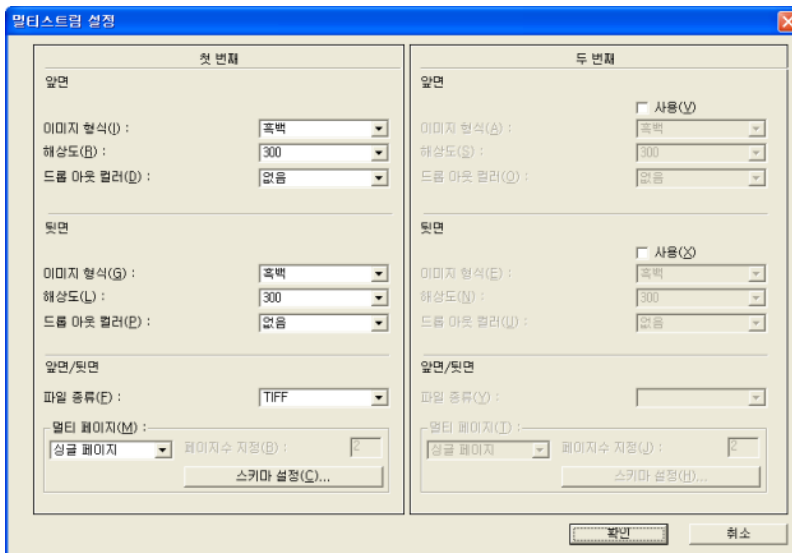 멀티스트림 설정
첫 번째
앞면
이미지 형식(I) : 흑백
해상도(R) : 300
드롭 아웃 컬러(D) : 없음
뒷면
이미지 형식(G) : 흑백
해상도(L) : 300
드롭 아웃 컬러(P) : 없음
앞면/뒷면
파일 종류(F) : TIFF
멀티 페이지(M) :
싱글 페이지 페이지수 지정(B) : 2
스키마 설정(C)...
두 번째
앞면
사용(V)
이미지 형식(A) : 흑백
해상도(S) : 300
드롭 아웃 컬러(O) : 없음
뒷면
사용(X)
이미지 형식(E) : 흑백
해상도(N) : 300
드롭 아웃 컬러(U) : 없음
앞면/뒷면
파일 종류(Y) :
멀티 페이지(T) :
싱글 페이지 페이지수 지정(J) : 2
스키마 설정(H)...
확인 취소